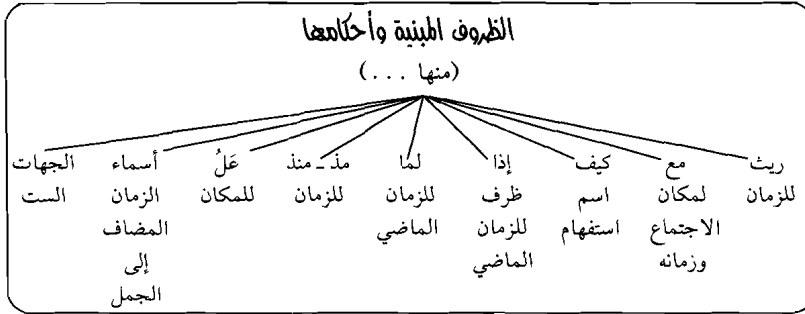 الظروف المبنية وأحكامها
(منها . . .)
ريث
للزمان
مع
لمكان
الاجتماع
وزمانه
كيف
اسم
استفهام
إذا
ظرف
للزمان
الماضي
لمّا
للزمان
الماضي
مذ ـ منذ
للزمان
عَلُ
للمكان
أسماء
الزمان
المضاف
إلى
الجمل
الجهات
الست